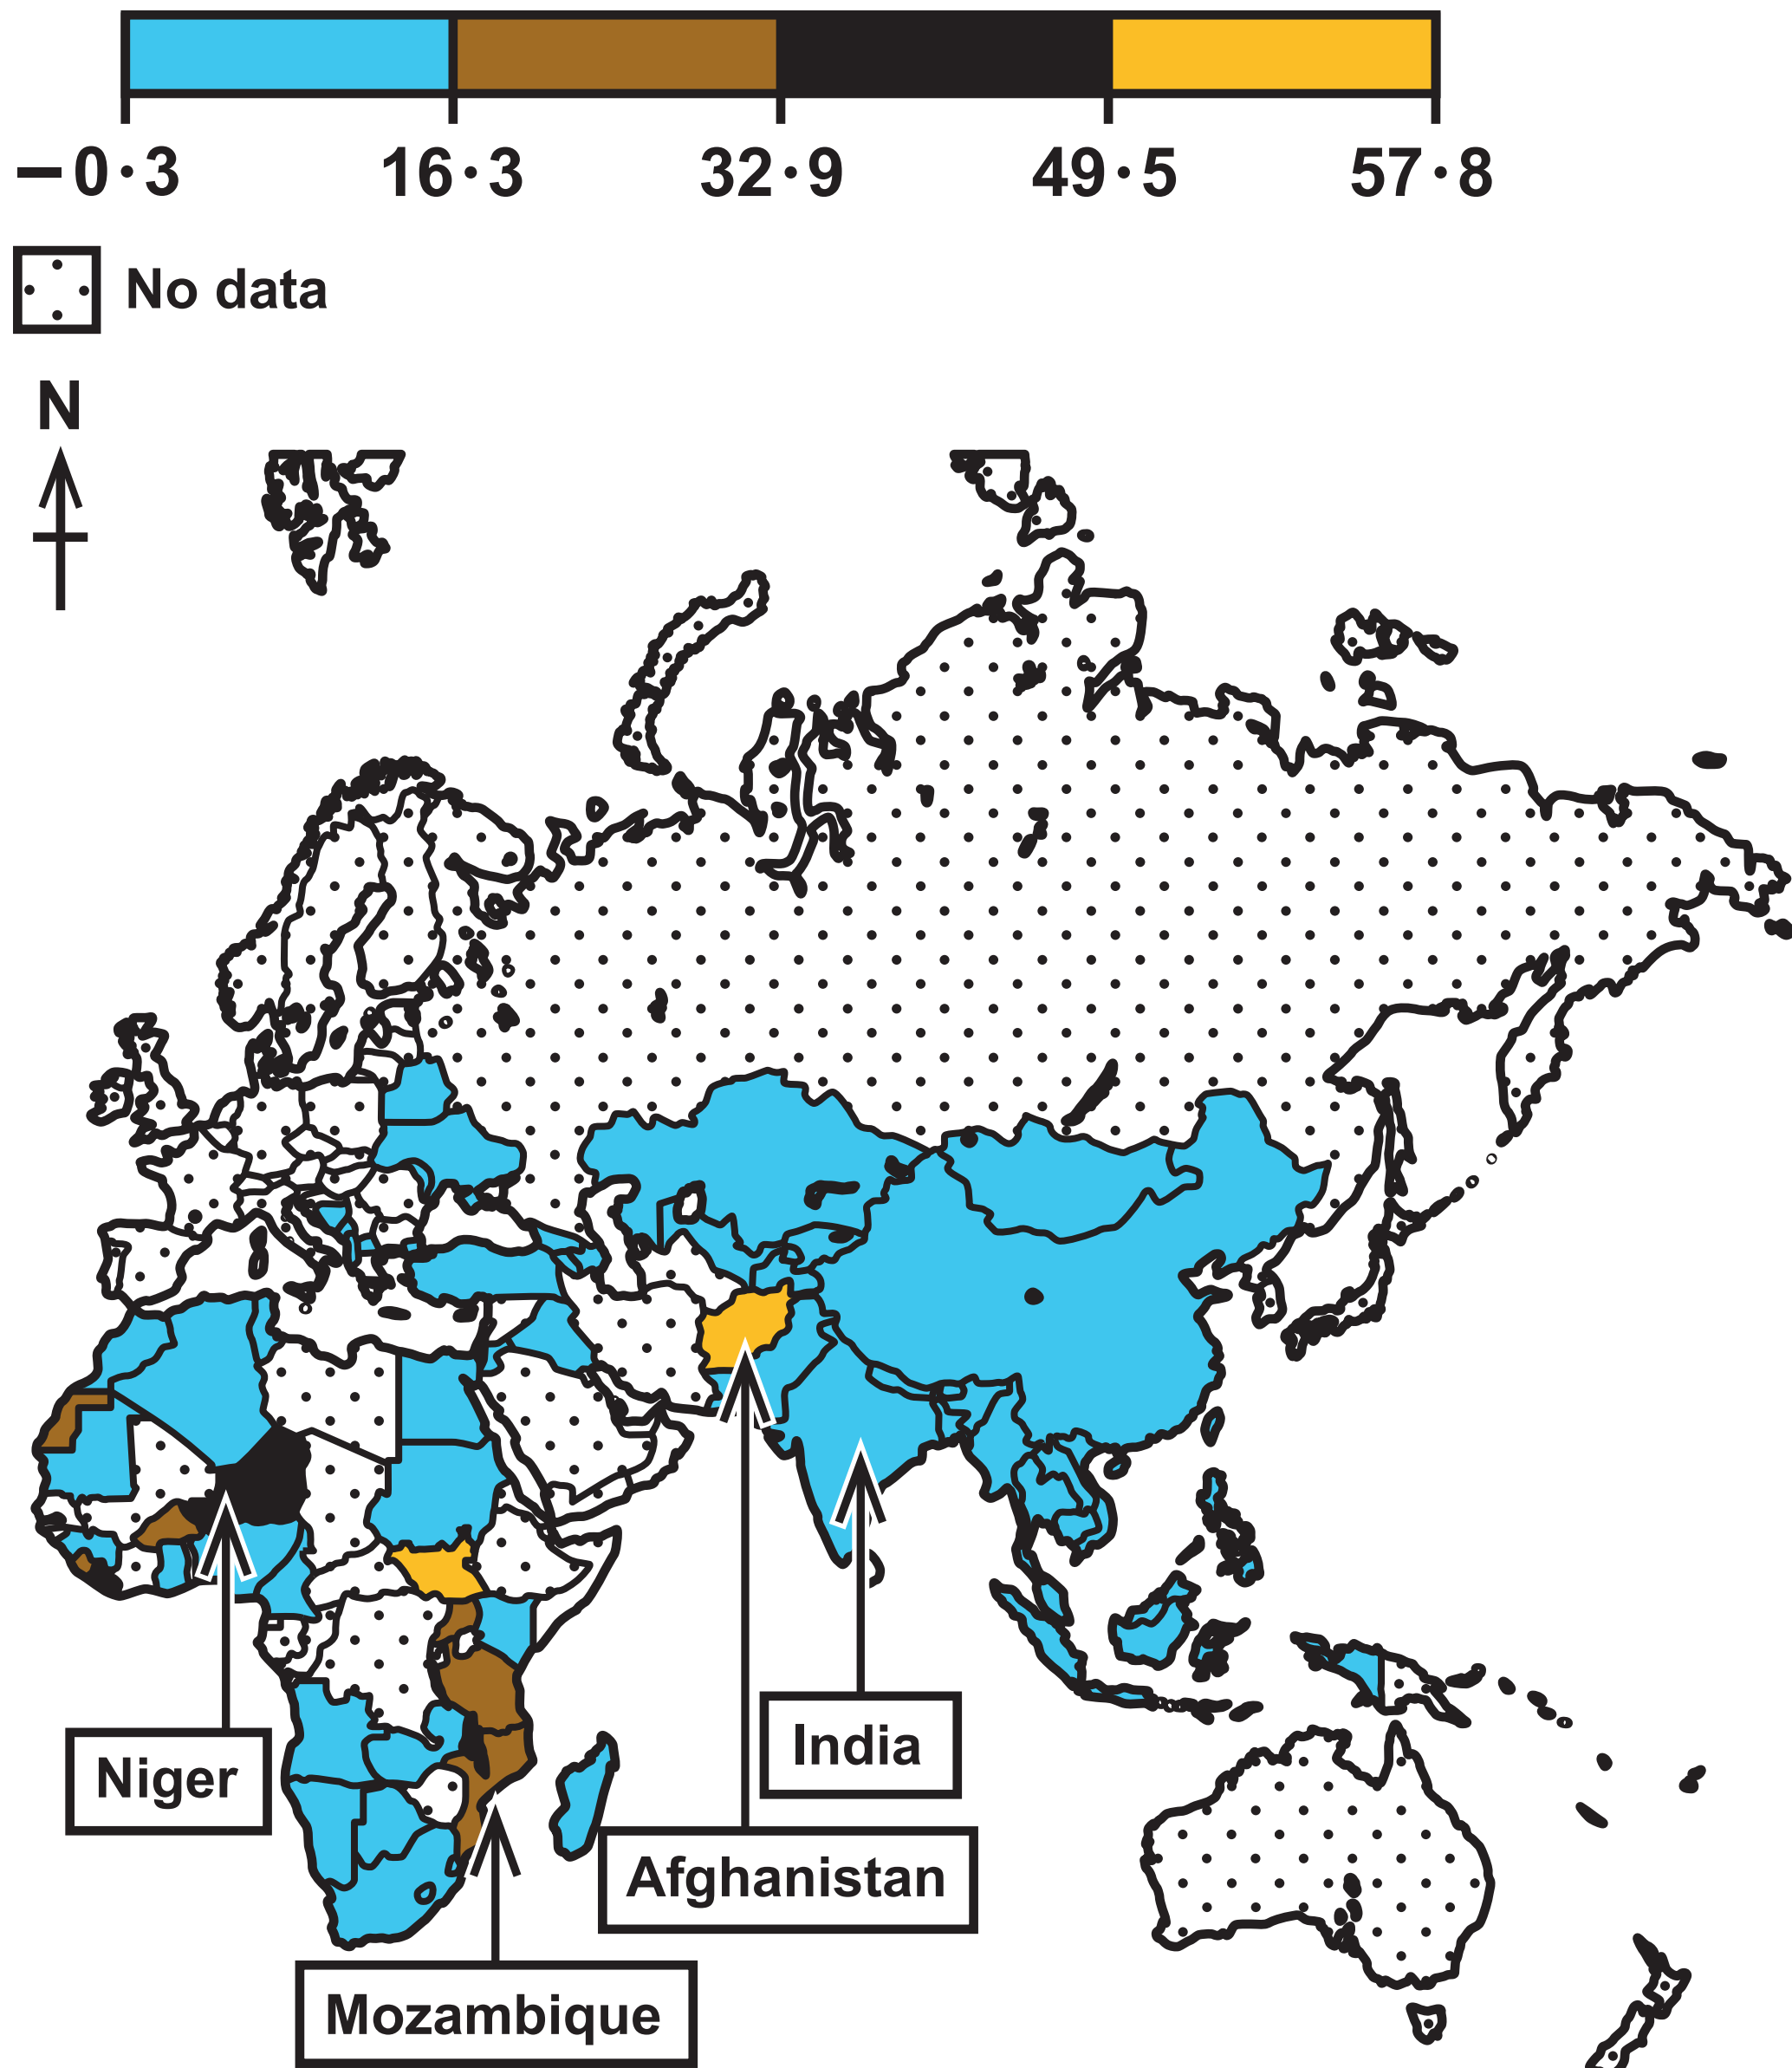 −0·3 16·3 32·9 49·5 57·8
No data
N
India
Niger
Afghanistan
Mozambique